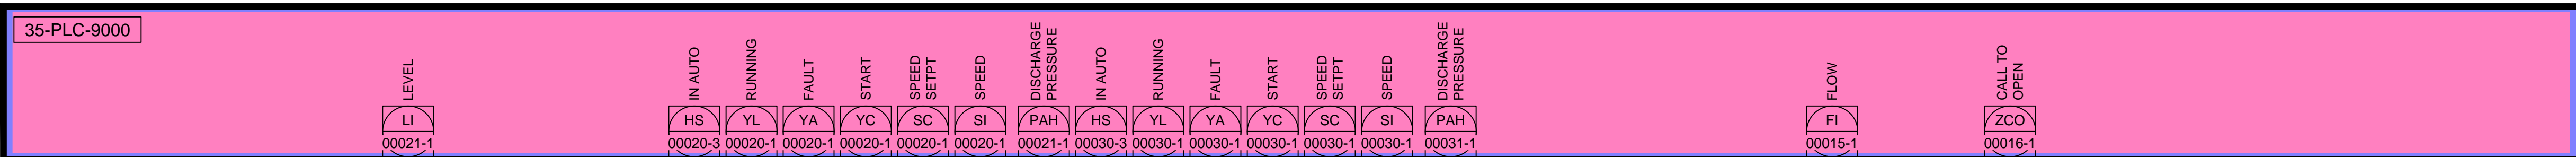 35-PLC-9000
LEVEL
LI
00021-1
IN AUTO
HS
00020-3
RUNNING
YL
00020-1
FAULT
YA
00020-1
START
YC
00020-1
SPEED
SETPT
SC
00020-1
SPEED
SI
00020-1
DISCHARGE
PRESSURE
PAH
00021-1
IN AUTO
HS
00030-3
RUNNING
YL
00030-1
FAULT
YA
00030-1
START
YC
00030-1
SPEED
SETPT
SC
00030-1
SPEED
SI
00030-1
DISCHARGE
PRESSURE
PAH
00031-1
FLOW
FI
00015-1
CALL TO
OPEN
ZCO
00016-1